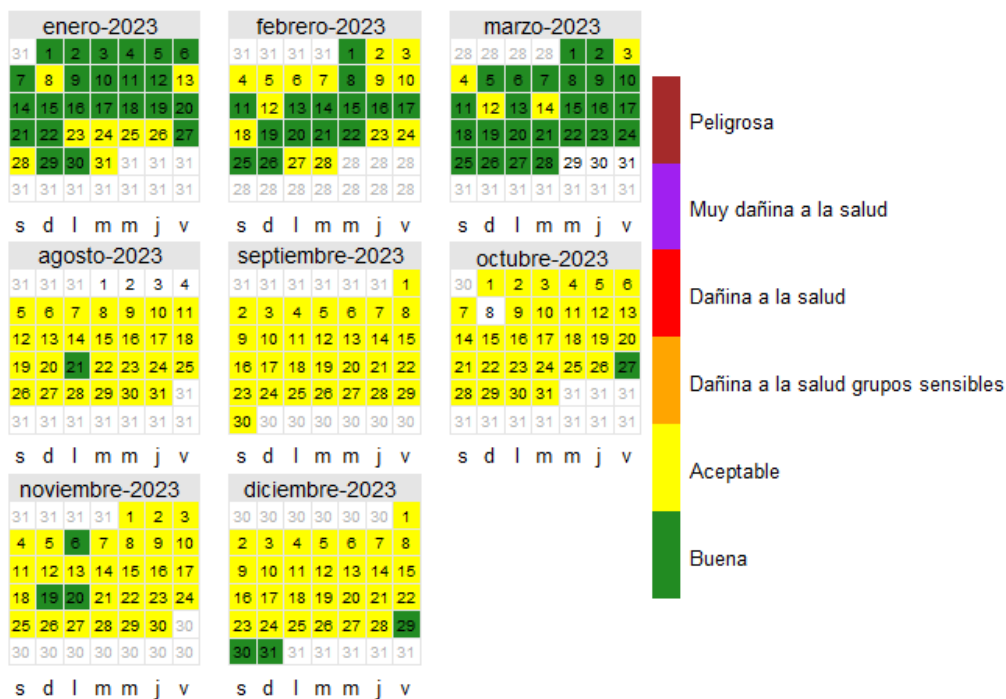 enero-2023 febrero-2023 marzo-2023
31 1 2 3 4 5 6 31 31 31 31 1 2 3 28 28 28 28 1 2 3
7 8 9 10 11 12 13 4 5 6 7 8 9 10 4 5 6 7 8 9 10
14 15 16 17 18 19 20 11 12 13 14 15 16 17 11 12 13 14 15 16 17
21 22 23 24 25 26 27 18 19 20 21 22 23 24 18 19 20 21 22 23 24
28 29 30 31 31 31 31 25 26 27 28 28 28 28 25 26 27 28 29 30 31
31 31 31 31 31 31 31 28 28 28 28 28 28 28 31 31 31 31 31 31 31
s d l m m j v s d l m m j v s d l m m j v
agosto-2023 septiembre-2023 octubre-2023
31 31 31 1 2 3 4 31 31 31 31 31 31 1 30 1 2 3 4 5 6
5 6 7 8 9 10 11 2 3 4 5 6 7 8 7 8 9 10 11 12 13
12 13 14 15 16 17 18 9 10 11 12 13 14 15 14 15 16 17 18 19 20
19 20 21 22 23 24 25 16 17 18 19 20 21 22 21 22 23 24 25 26 27
26 27 28 29 30 31 31 23 24 25 26 27 28 29 28 29 30 31 31 31 31
31 31 31 31 31 31 31 30 30 30 30 30 30 30 31 31 31 31 31 31 31
s d l m m j v s d l m m j v s d l m m j v
noviembre-2023 diciembre-2023
31 31 31 31 1 2 3 30 30 30 30 30 30 1
4 5 6 7 8 9 10 2 3 4 5 6 7 8
11 12 13 14 15 16 17 9 10 11 12 13 14 15
18 19 20 21 22 23 24 16 17 18 19 20 21 22
25 26 27 28 29 30 30 23 24 25 26 27 28 29
30 30 30 30 30 30 30 30 31 31 31 31 31 31
s d l m m j v s d l m m j v
Peligrosa
Muy dañina a la salud
Dañina a la salud
Dañina a la salud grupos sensibles
Aceptable
Buena